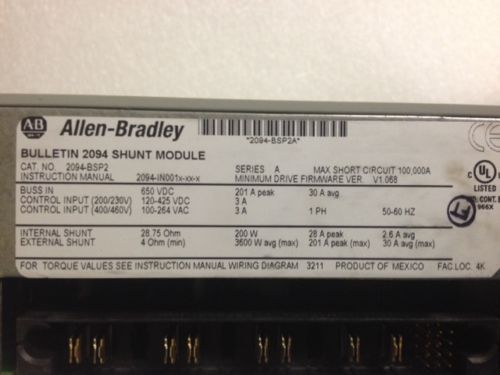 AB Allen-Bradley
*2094-BSP2A*
BULLETIN 2094 SHUNT MODULE
CAT. NO. 2094-BSP2 SERIES A MAX SHORT CIRCUIT 100,000A
INSTRUCTION MANUAL 2094-IN001x-xx-x MINIMUM DRIVE FIRMWARE VER. V1.068
BUSS IN 650 VDC 201 A peak 30 A avg.
CONTROL INPUT (200/230V) 120-425 VDC 3 A
CONTROL INPUT (400/460V) 100-264 VAC 3 A 1 PH 50-60 HZ
INTERNAL SHUNT 28.75 Ohm 200 W 28 A peak 2.6 A avg
EXTERNAL SHUNT 4 Ohm (min) 3600 W avg (max) 201 A peak (max) 30 A avg (max)
FOR TORQUE VALUES SEE INSTRUCTION MANUAL WIRING DIAGRAM 3211 PRODUCT OF MEXICO FAC.LOC. 4K
CE
C UL
LISTED
IND. CONT. E
966X